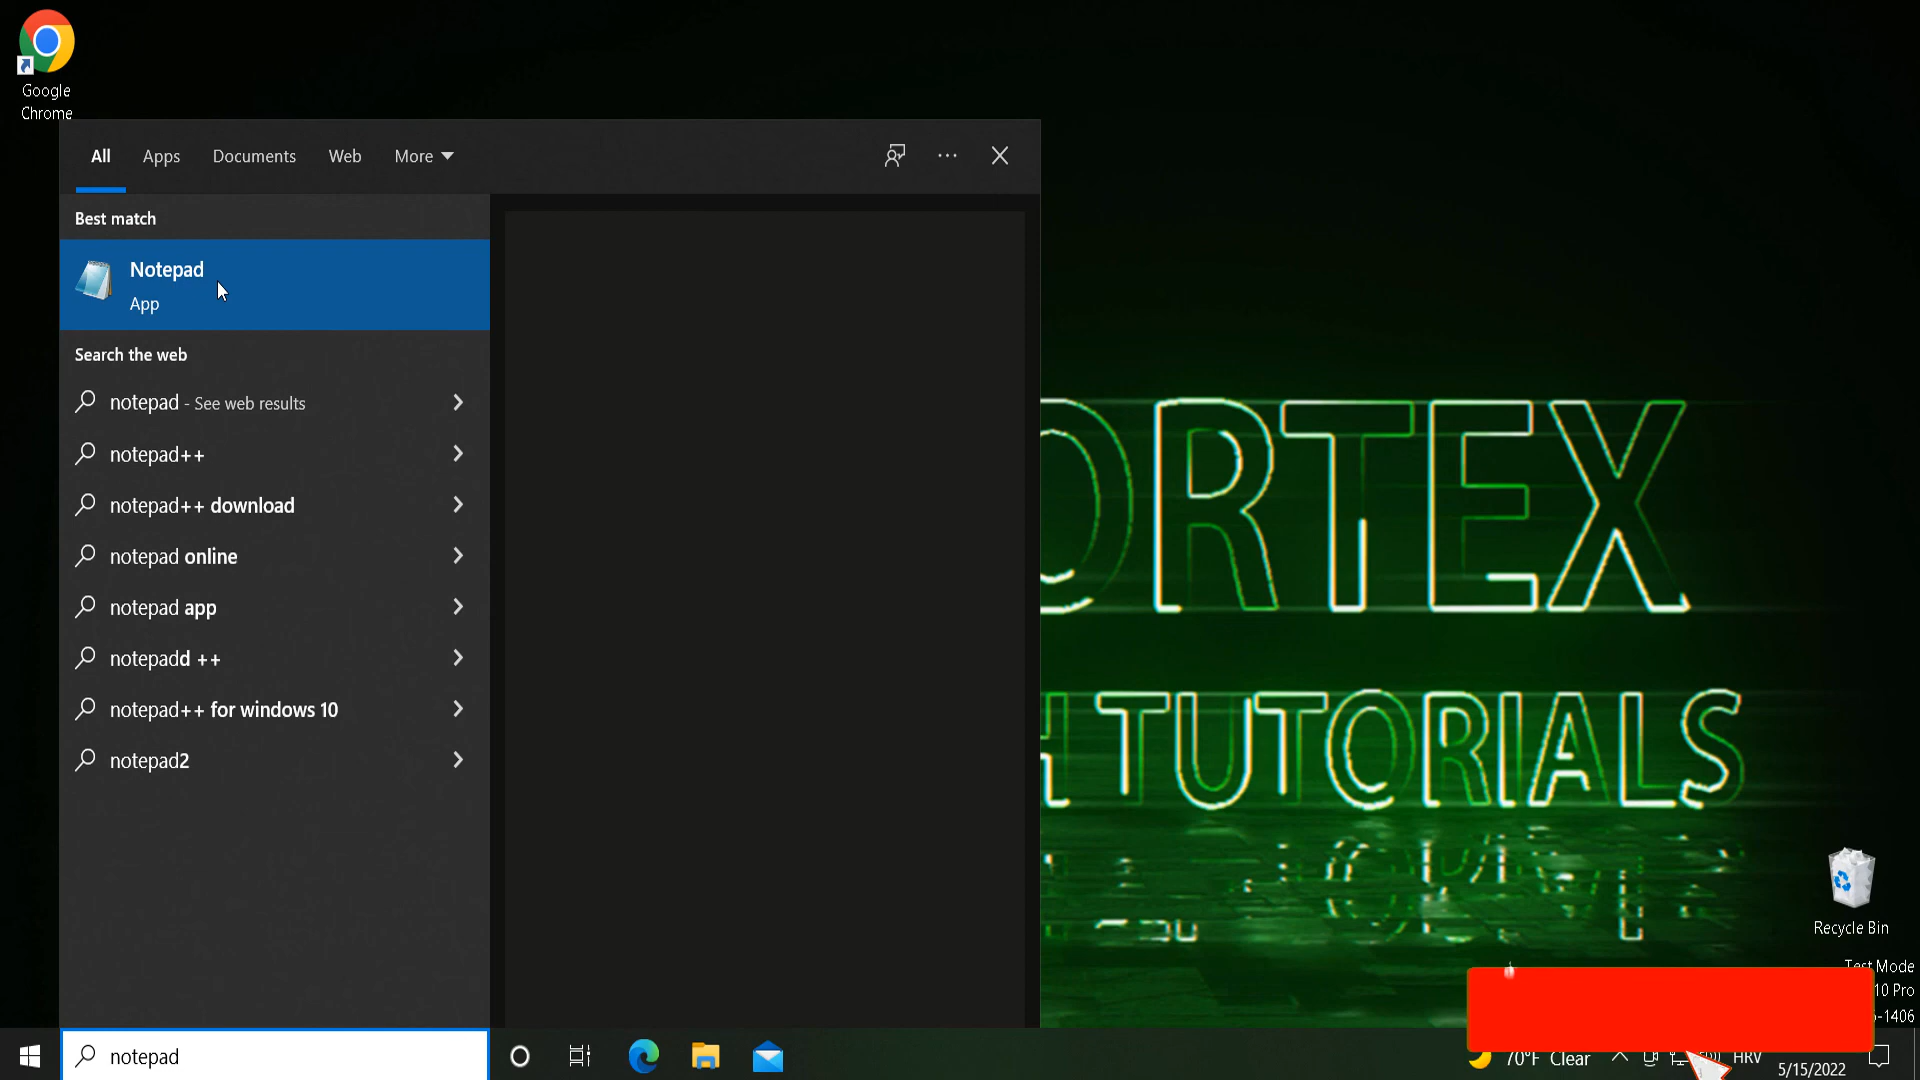 Google
Chrome
All Apps Documents Web More
Best match
Notepad
App
Search the web
notepad - See web results
notepad++
notepad++ download
notepad online
notepad app
notepadd ++
notepad++ for windows 10
notepad2
ORTEX
TUTORIALS
Recycle Bin
Test Mode
10 Pro
-1406
notepad
70°F Clear
HRV
5/15/2022